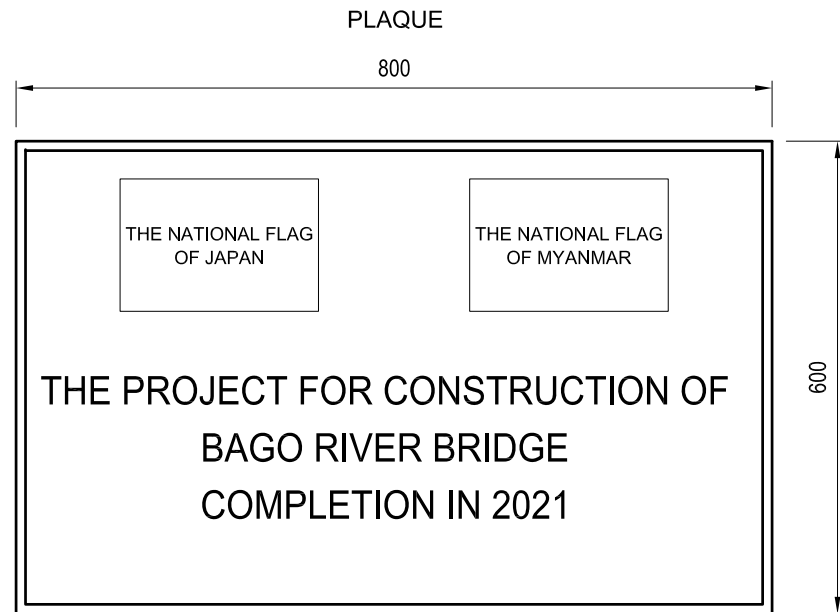 PLAQUE
800
THE NATIONAL FLAG
OF JAPAN
THE NATIONAL FLAG
OF MYANMAR
600
THE PROJECT FOR CONSTRUCTION OF
BAGO RIVER BRIDGE
COMPLETION IN 2021